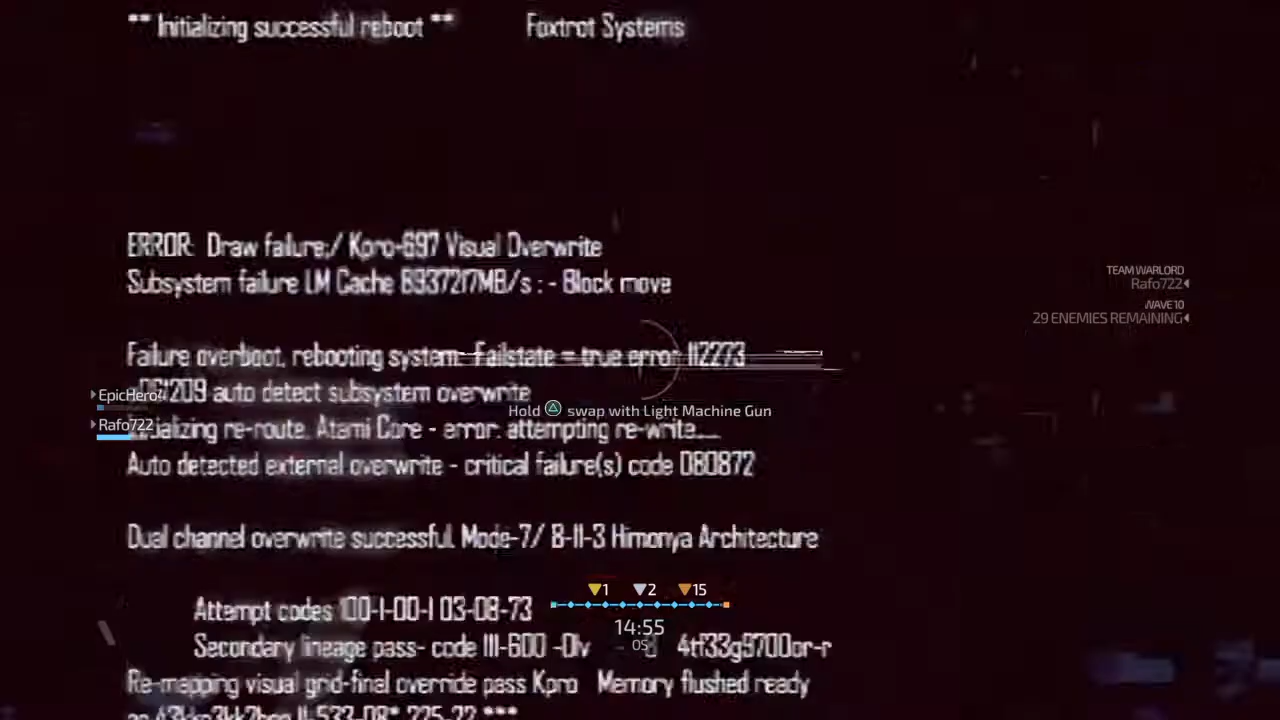 ** Initializing successful reboot ** Foxtrot Systems
ERROR: Draw failure;/ Kpro-697 Visual Overwrite
Subsystem failure LM Cache 8937217MB/s : - Block move
TEAM WARLORD
Rafo722
WAVE 10
29 ENEMIES REMAINING
Failure overboot, rebooting system. Failstate = true error 112273
auto detect subsystem overwrite
EpicHero4
Hold swap with Light Machine Gun
Rafo722
re-route. Atami Core - error: attempting re-write....
Auto detected external overwrite - critical failure(s) code 080872
Dual channel overwrite successful. Mode-7/ 8-11-3 Himonya Architecture
1 2 15
Attempt codes 100-1-00-1 03-08-73
14:55
Secondary lineage pass- code 111-600 -0lv 4tf33g9700or-r
Re-mapping visual grid-final override pass Kpro Memory flushed ready